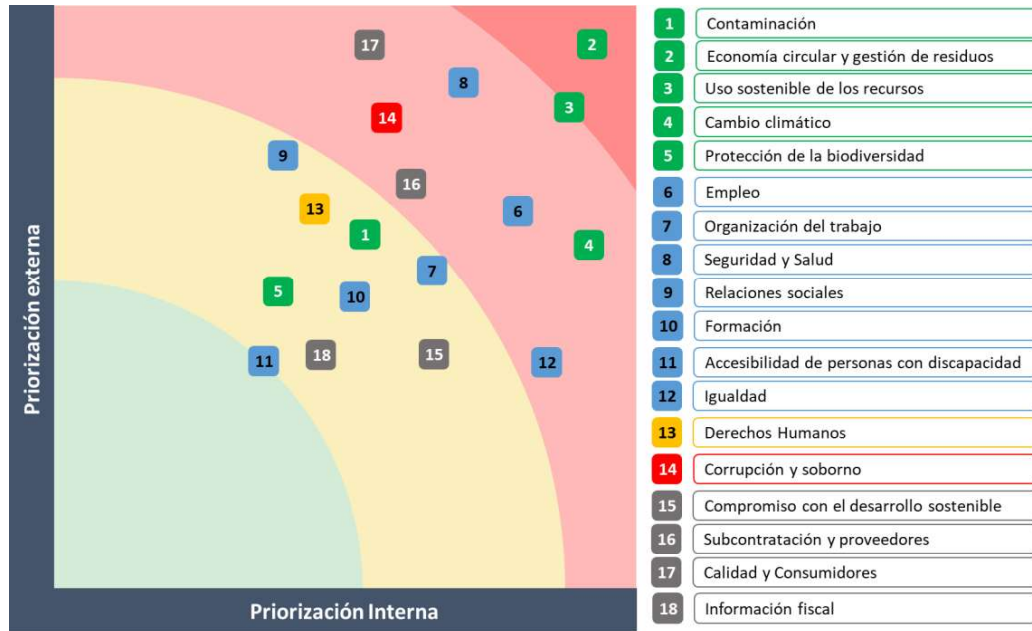 Priorización externa
17
2
8
3
14
9
16
13
6
1
4
7
5
10
11
18
15
12
Priorización Interna
1 Contaminación
2 Economía circular y gestión de residuos
3 Uso sostenible de los recursos
4 Cambio climático
5 Protección de la biodiversidad
6 Empleo
7 Organización del trabajo
8 Seguridad y Salud
9 Relaciones sociales
10 Formación
11 Accesibilidad de personas con discapacidad
12 Igualdad
13 Derechos Humanos
14 Corrupción y soborno
15 Compromiso con el desarrollo sostenible
16 Subcontratación y proveedores
17 Calidad y Consumidores
18 Información fiscal